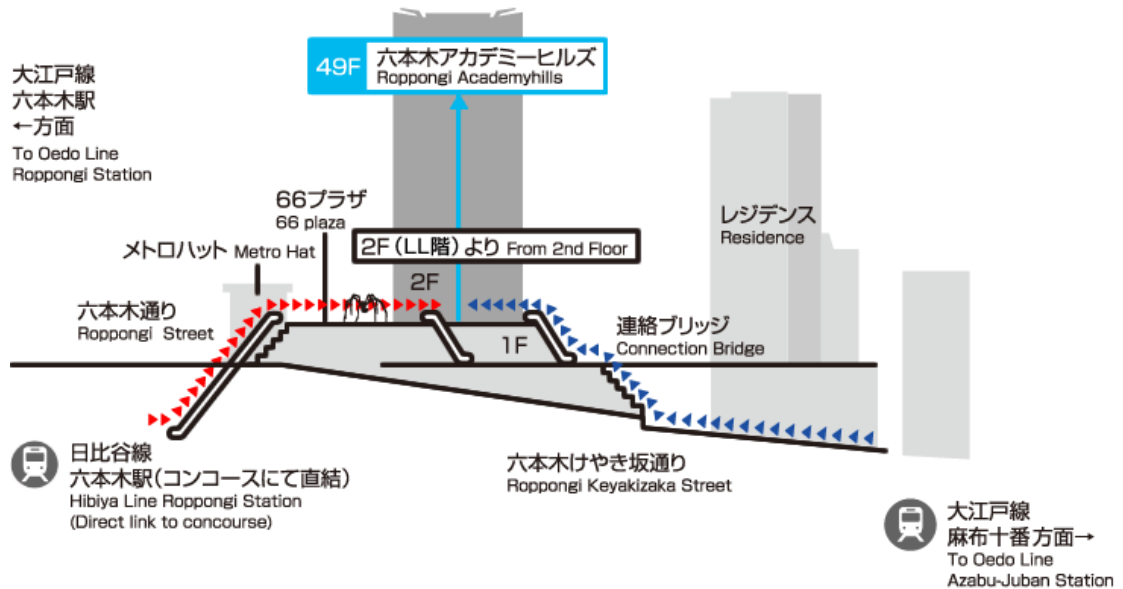 49F 六本木アカデミーヒルズ
Roppongi Academyhills
大江戸線
六本木駅
←方面
To Oedo Line
Roppongi Station
66プラザ
66 plaza
メトロハット Metro Hat
2F（LL階）より From 2nd Floor
2F
レジデンス
Residence
六本木通り
Roppongi Street
1F
連絡ブリッジ
Connection Bridge
日比谷線
六本木駅（コンコースにて直結）
Hibiya Line Roppongi Station
(Direct link to concourse)
六本木けやき坂通り
Roppongi Keyakizaka Street
大江戸線
麻布十番方面→
To Oedo Line
Azabu-Juban Station